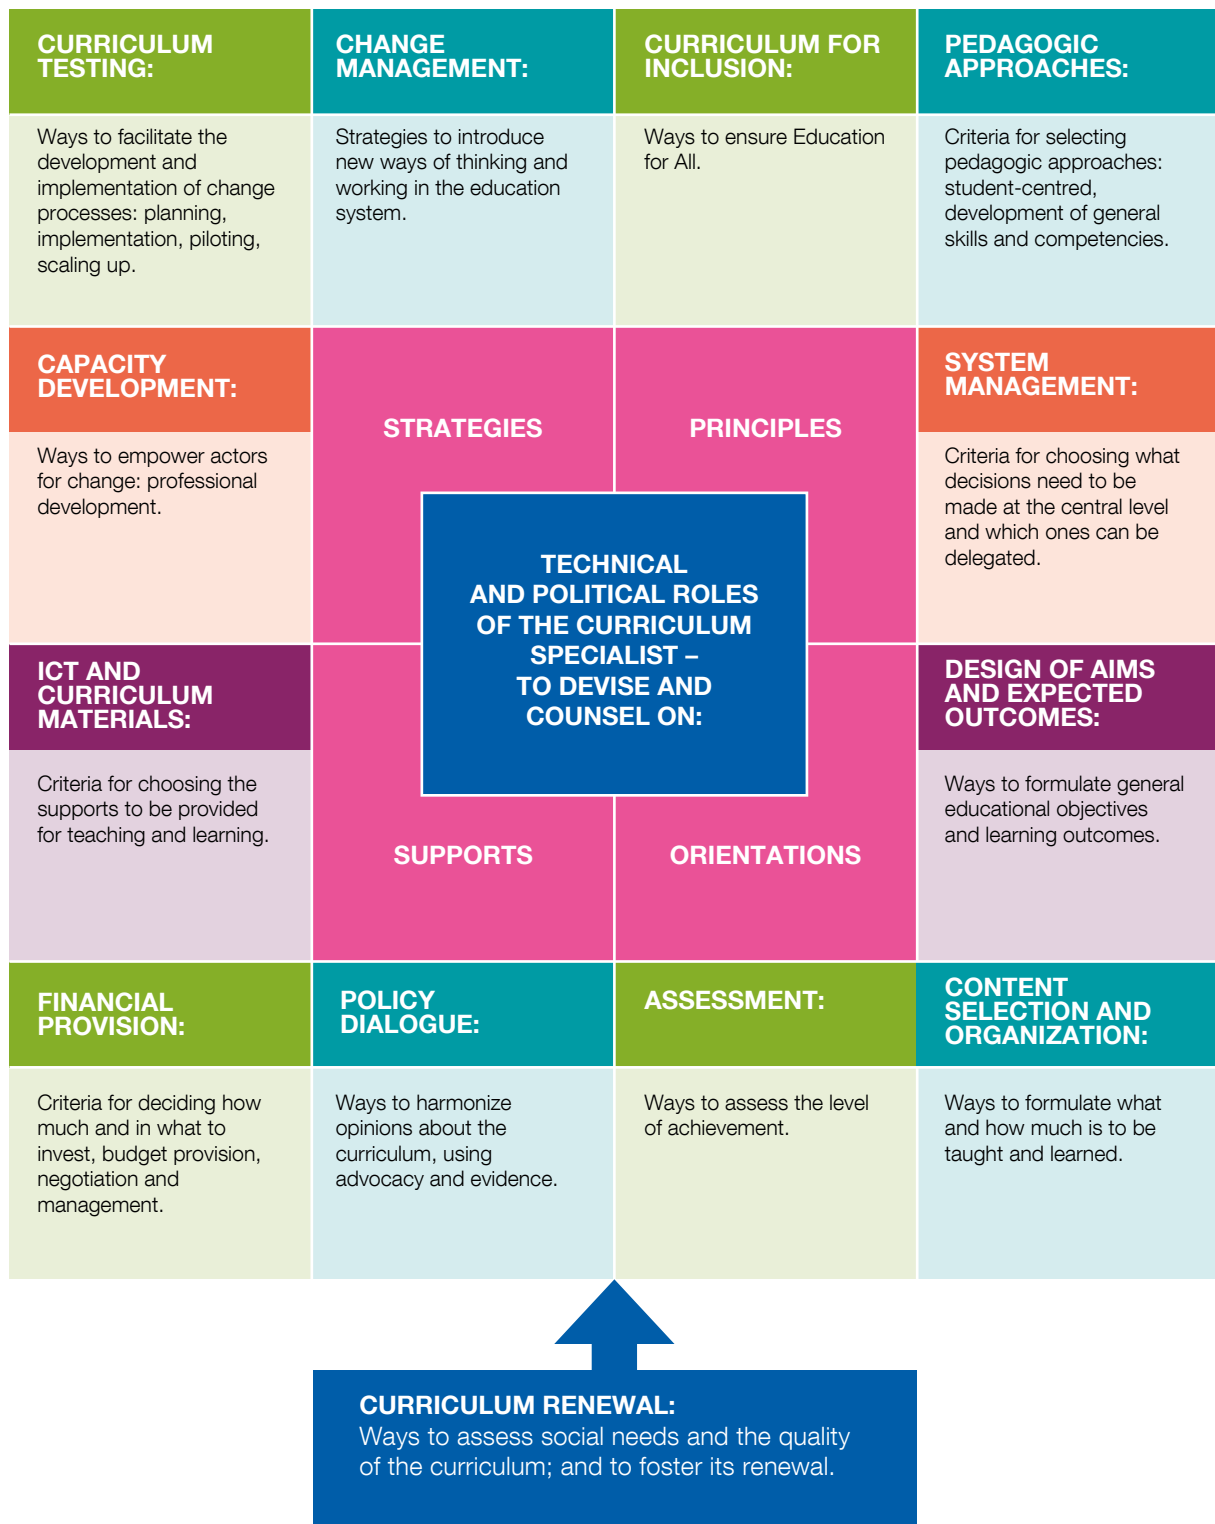 CURRICULUM
TESTING:
Ways to facilitate the
development and
implementation of change
processes: planning,
implementation, piloting,
scaling up.
CHANGE
MANAGEMENT:
Strategies to introduce
new ways of thinking and
working in the education
system.
CURRICULUM FOR
INCLUSION:
Ways to ensure Education
for All.
PEDAGOGIC
APPROACHES:
Criteria for selecting
pedagogic approaches:
student-centred,
development of general
skills and competencies.
CAPACITY
DEVELOPMENT:
Ways to empower actors
for change: professional
development.
STRATEGIES
PRINCIPLES
SYSTEM
MANAGEMENT:
Criteria for choosing what
decisions need to be
made at the central level
and which ones can be
delegated.
TECHNICAL
AND POLITICAL ROLES
OF THE CURRICULUM
SPECIALIST –
TO DEVISE AND
COUNSEL ON:
ICT AND
CURRICULUM
MATERIALS:
Criteria for choosing the
supports to be provided
for teaching and learning.
SUPPORTS
ORIENTATIONS
DESIGN OF AIMS
AND EXPECTED
OUTCOMES:
Ways to formulate general
educational objectives
and learning outcomes.
FINANCIAL
PROVISION:
Criteria for deciding how
much and in what to
invest, budget provision,
negotiation and
management.
POLICY
DIALOGUE:
Ways to harmonize
opinions about the
curriculum, using
advocacy and evidence.
ASSESSMENT:
Ways to assess the level
of achievement.
CONTENT
SELECTION AND
ORGANIZATION:
Ways to formulate what
and how much is to be
taught and learned.
CURRICULUM RENEWAL:
Ways to assess social needs and the quality
of the curriculum; and to foster its renewal.